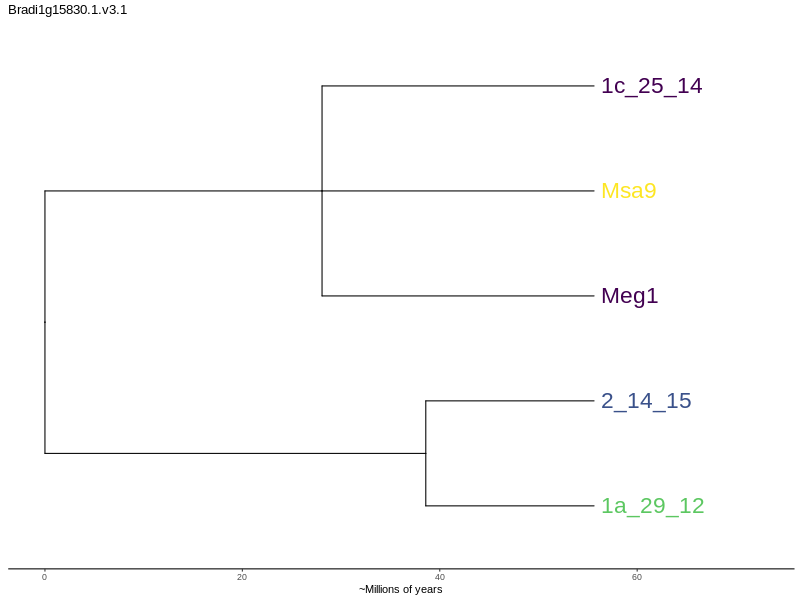 Bradi1g15830.1.v3.1
1c_25_14
Msa9
Meg1
2_14_15
1a_29_12
0 20 40 60
~Millions of years